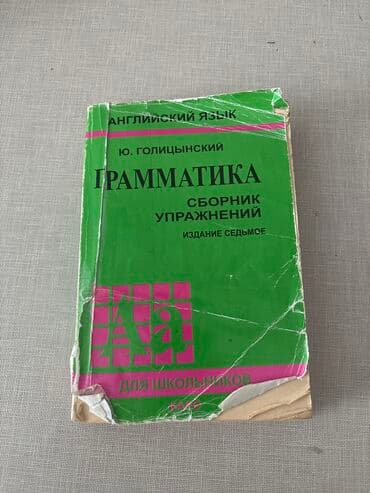 АНГЛИЙСКИЙ ЯЗЫК
Ю. ГОЛИЦЫНСКИЙ
ГРАММАТИКА
СБОРНИК
УПРАЖНЕНИЙ
ИЗДАНИЕ СЕДЬМОЕ
ДЛЯ ШКОЛЬНИКОВ